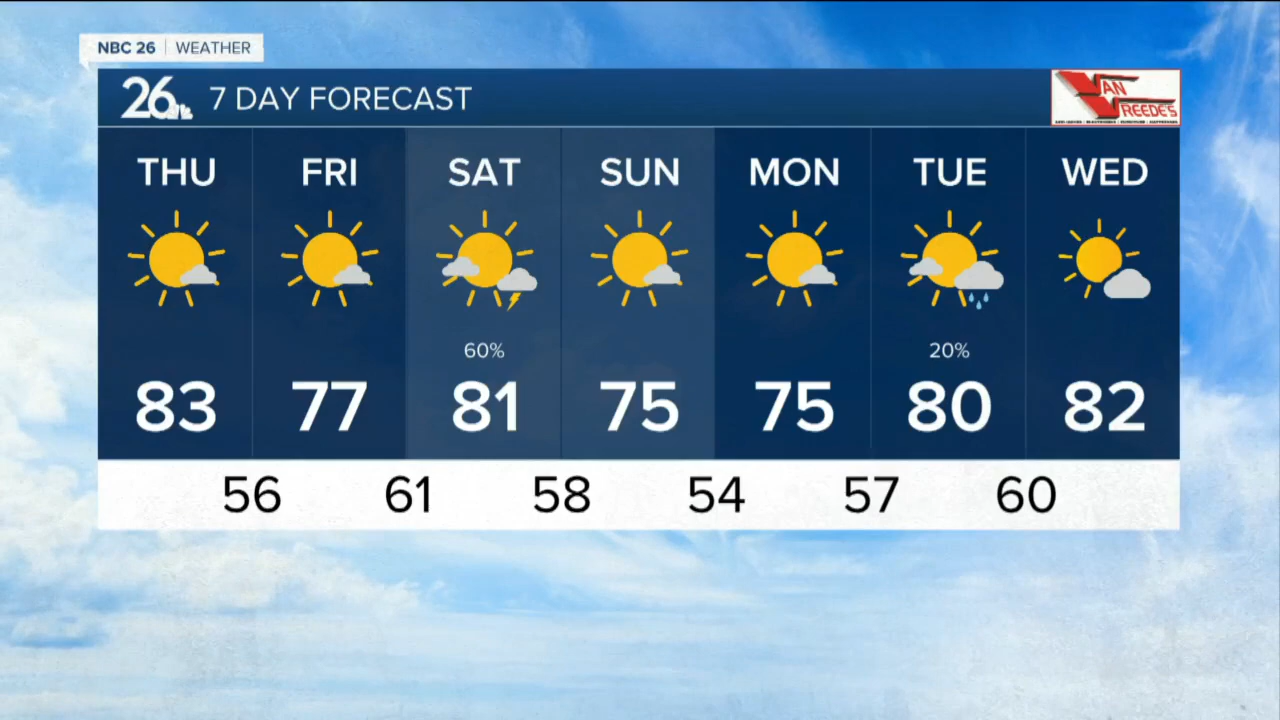 NBC 26 | WEATHER
26 7 DAY FORECAST
VAN VREEDE'S
THU FRI SAT SUN MON TUE WED
60% 20%
83 77 81 75 75 80 82
56 61 58 54 57 60